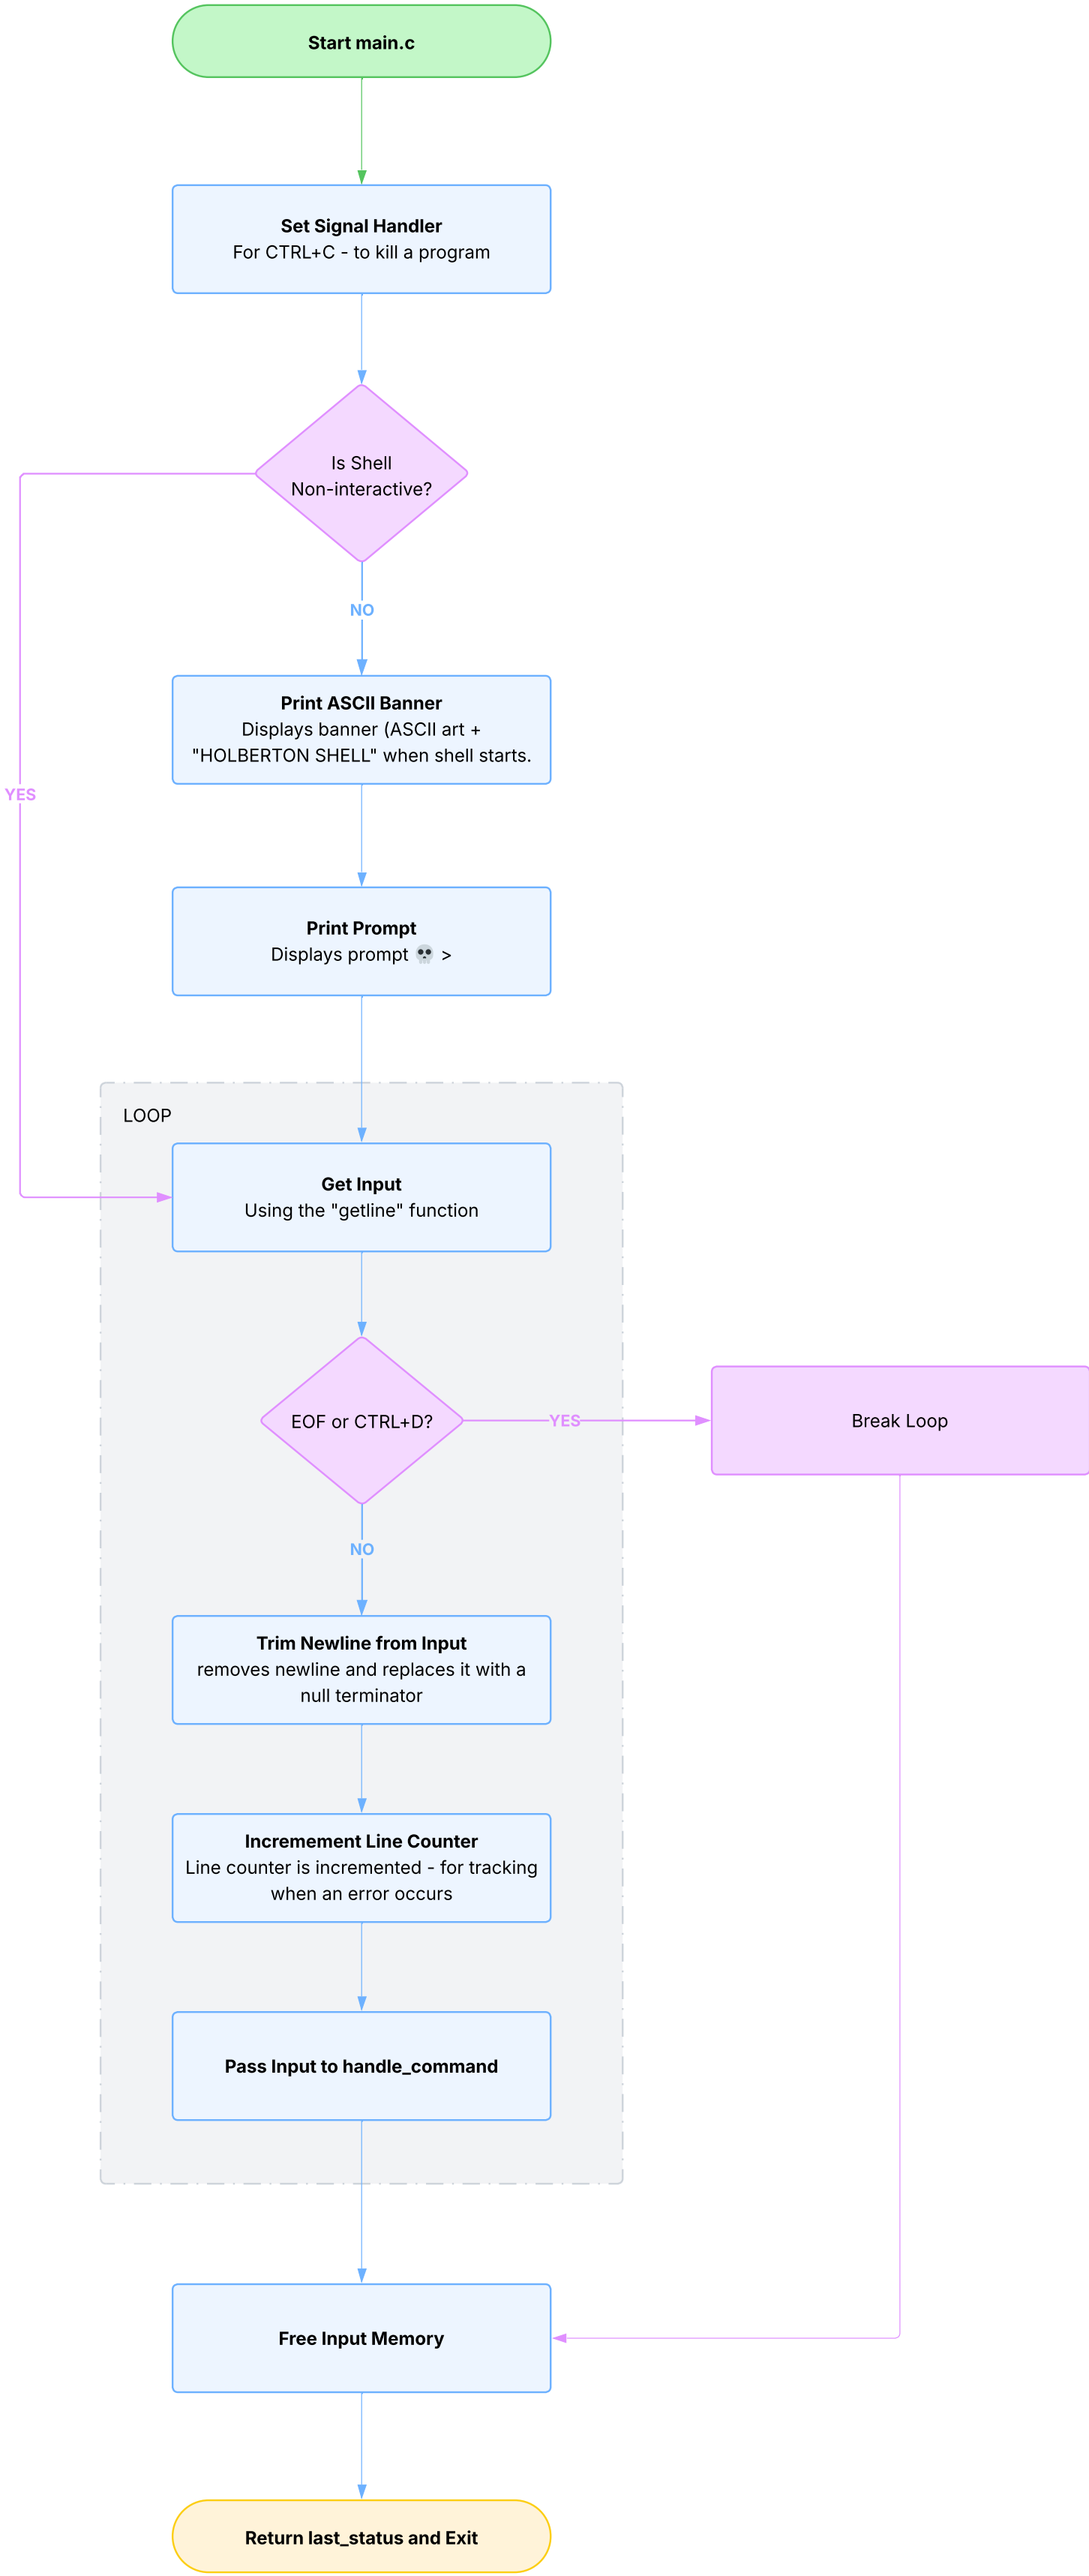 Start main.c
Set Signal Handler
For CTRL+C - to kill a program
Is Shell
Non-interactive?
NO
Print ASCII Banner
Displays banner (ASCII art +
"HOLBERTON SHELL" when shell starts.
YES
Print Prompt
Displays prompt 💀 >
LOOP
Get Input
Using the "getline" function
EOF or CTRL+D?
YES
Break Loop
NO
Trim Newline from Input
removes newline and replaces it with a
null terminator
Incremement Line Counter
Line counter is incremented - for tracking
when an error occurs
Pass Input to handle_command
Free Input Memory
Return last_status and Exit